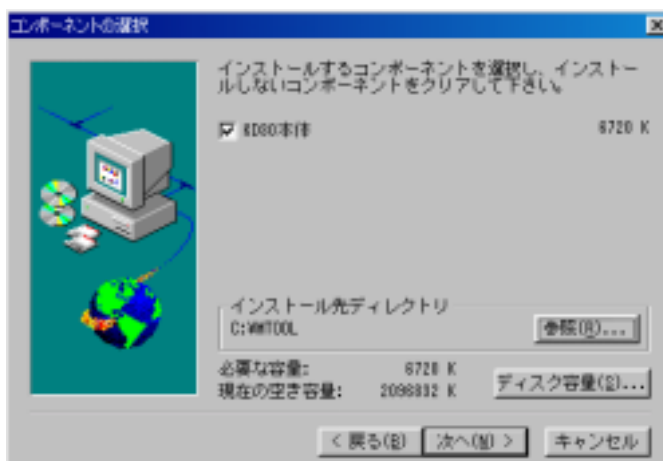 コンポーネントの選択
インストールするコンポーネントを選択し、インストー
ルしないコンポーネントをクリアして下さい。
6720 K
インストール先ディレクトリ
参照(R)...
必要な容量: 6720 K
現在の空き容量: 2096832 K
ディスク容量(S)...
< 戻る(B) 次へ(N) > キャンセル